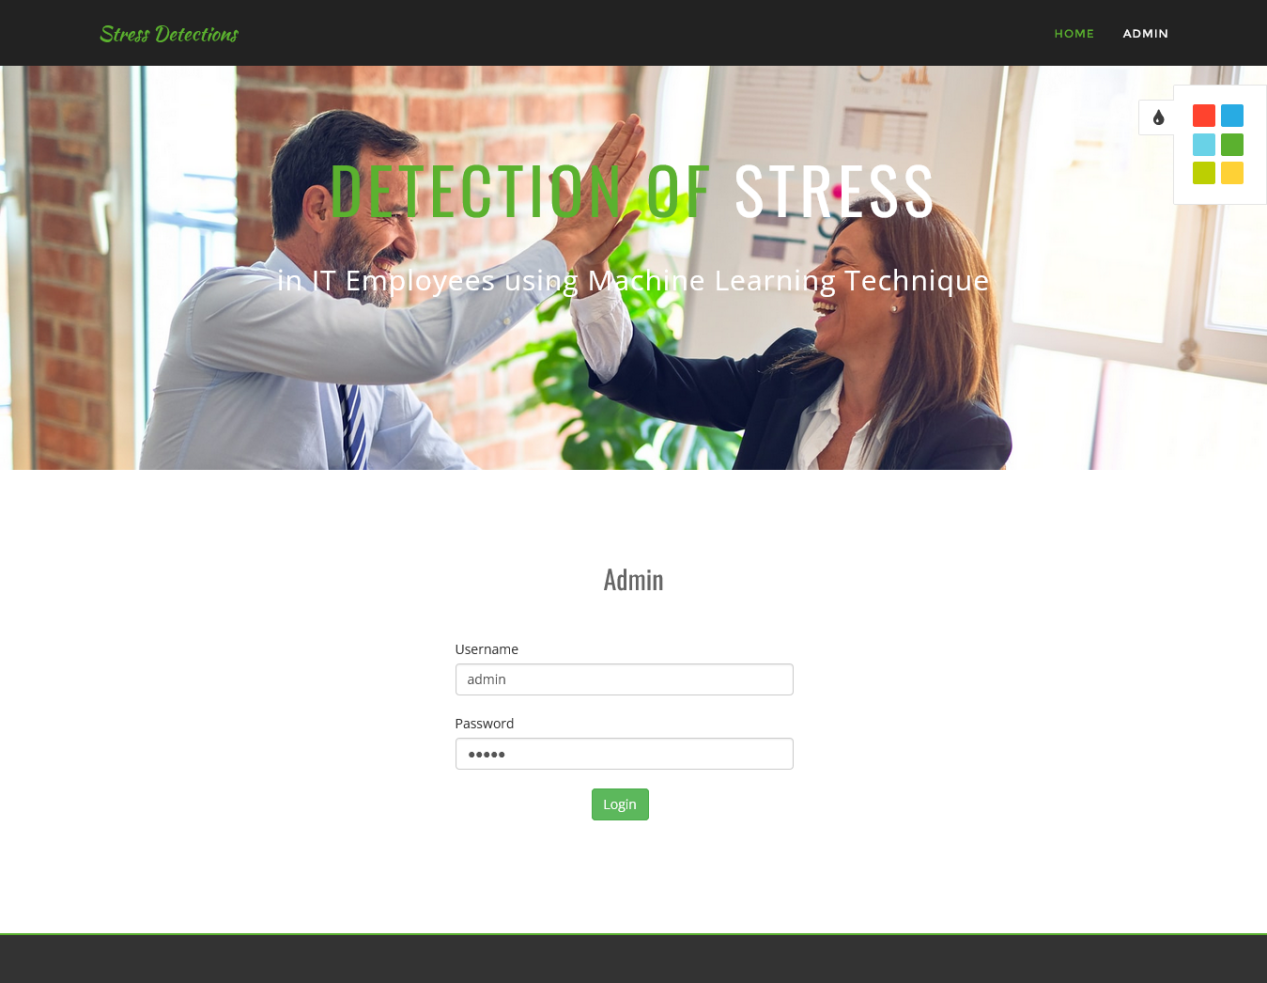 Stress Detections
HOME
ADMIN
DETECTION OF STRESS
in IT Employees using Machine Learning Technique
Admin
Username
admin
Password
•••••
Login